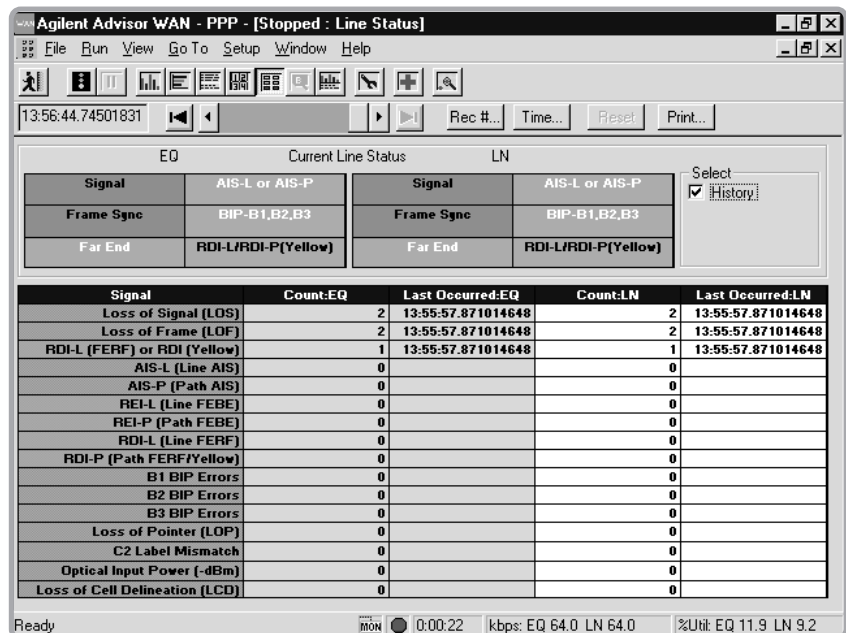 WAN Agilent Advisor WAN - PPP - [Stopped : Line Status]
File Run View Go To Setup Window Help
13:56:44.74501831 Rec #... Time... Reset Print...
EQ Current Line Status LN
Select
Signal AIS-L or AIS-P Signal AIS-L or AIS-P
History
Frame Sync BIP-B1,B2,B3 Frame Sync BIP-B1,B2,B3
Far End RDI-L/RDI-P(Yellow) Far End RDI-L/RDI-P(Yellow)
Signal Count:EQ Last Occurred:EQ Count:LN Last Occurred:LN
Loss of Signal (LOS) 2 13:55:57.871014648 2 13:55:57.871014648
Loss of Frame (LOF) 2 13:55:57.871014648 2 13:55:57.871014648
RDI-L (FERF) or RDI (Yellow) 1 13:55:57.871014648 1 13:55:57.871014648
AIS-L (Line AIS) 0 0
AIS-P (Path AIS) 0 0
REI-L (Line FEBE) 0 0
REI-P (Path FEBE) 0 0
RDI-L (Line FERF) 0 0
RDI-P (Path FERF/Yellow) 0 0
B1 BIP Errors 0 0
B2 BIP Errors 0 0
B3 BIP Errors 0 0
Loss of Pointer (LOP) 0 0
C2 Label Mismatch 0 0
Optical Input Power (-dBm) 0 0
Loss of Cell Delineation (LCD) 0 0
Ready MON 0:00:22 kbps: EQ 64.0 LN 64.0 %Util: EQ 11.9 LN 9.2